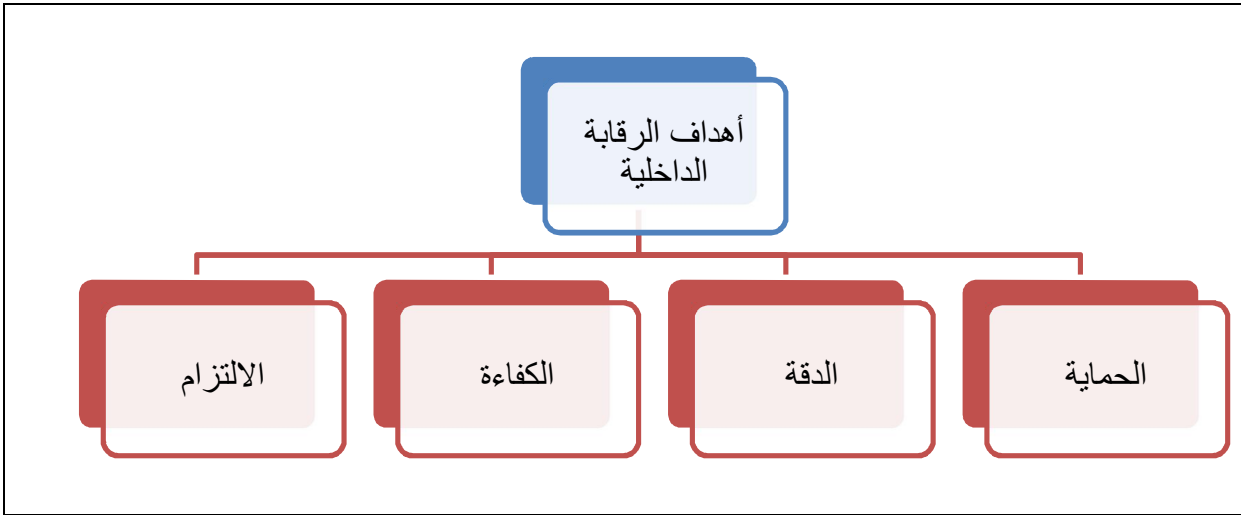 أهداف الرقابة
الداخلية
الحماية
الدقة
الكفاءة
الالتزام